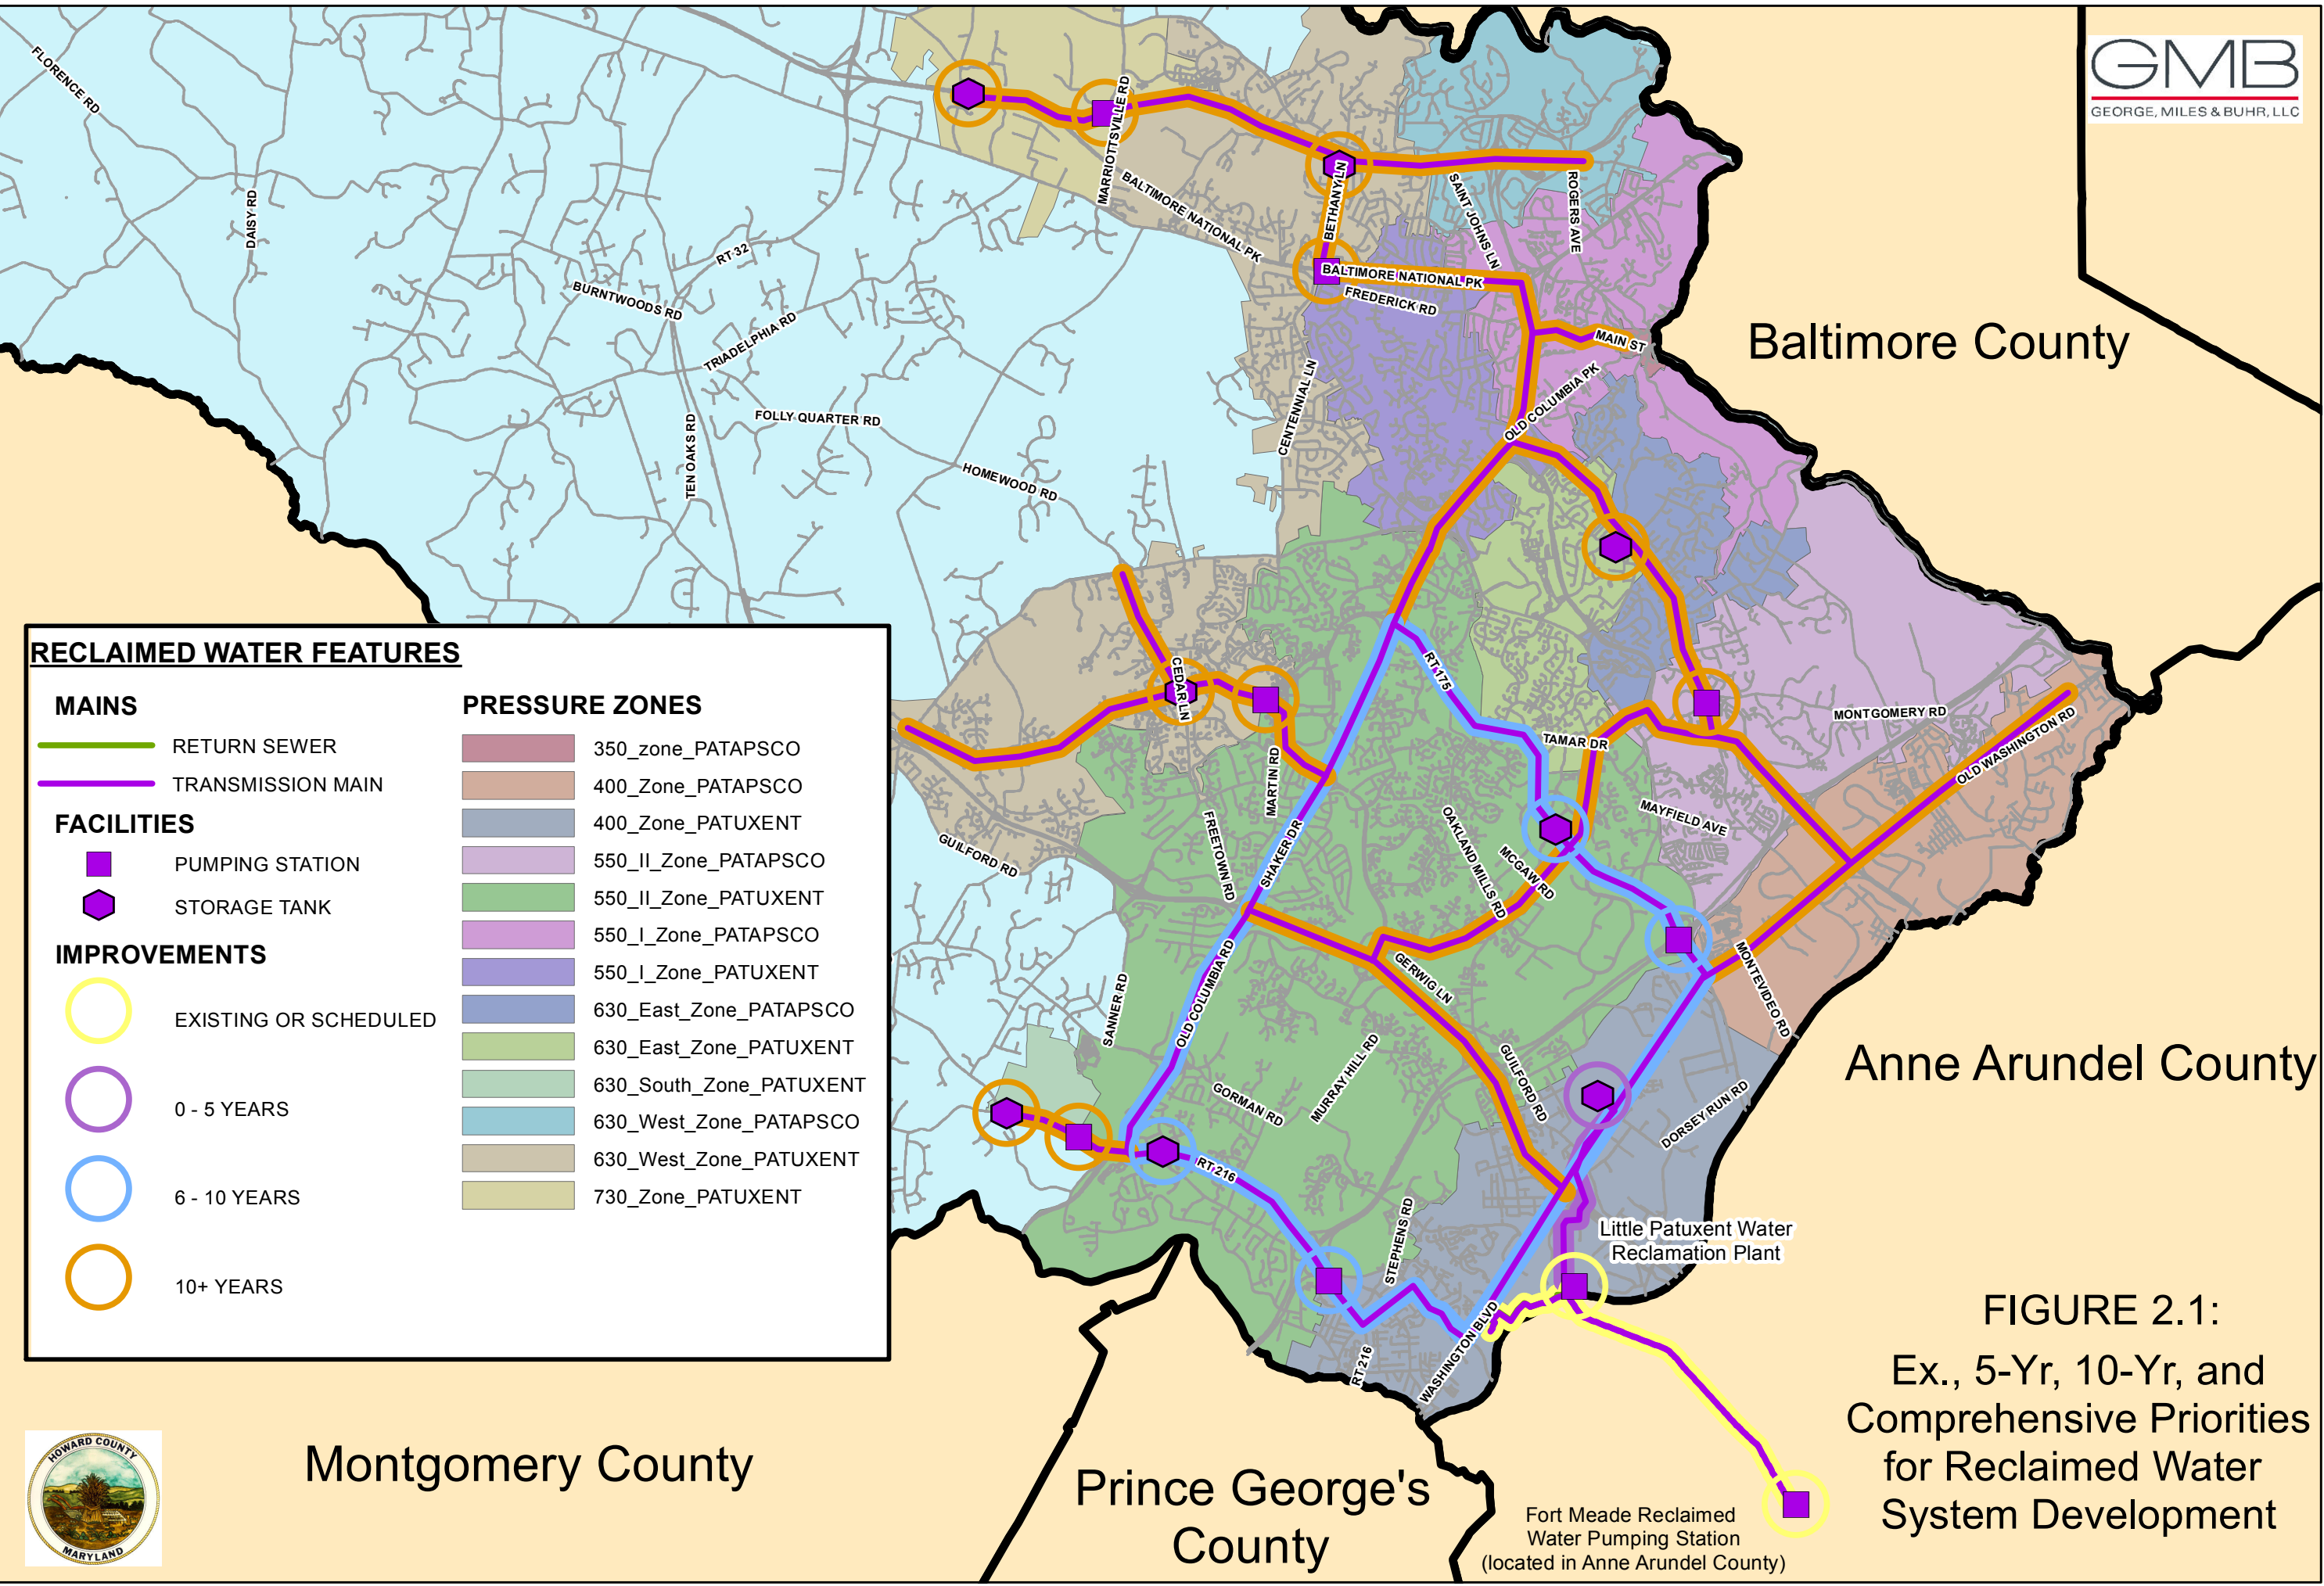 GMB
GEORGE, MILES & BUHR, LLC
FLORENCE RD
DAISY RD
MARRIOTTSVILLE RD
BALTIMORE NATIONAL PK
BETHANY LN
SAINT JOHNS LN
ROGERS AVE
RT 32
BURNTWOODS RD
TRIADELPHIA RD
BALTIMORE NATIONAL PK
FREDERICK RD
MAIN ST
Baltimore County
FOLLY QUARTER RD
CENTENNIAL LN
OLD COLUMBIA PK
TEN OAKS RD
HOMEWOOD RD
CEDAR LN
RT 175
MONTGOMERY RD
TAMAR DR
OLD WASHINGTON RD
MARTIN RD
MAYFIELD AVE
FREETOWN RD
SHAKER DR
OAKLAND MILLS RD
MCGAW RD
GUILFORD RD
SANNER RD
OLD COLUMBIA RD
GERWIG LN
MONTEVIDEO RD
Anne Arundel County
GORMAN RD
MURRAY HILL RD
GUILFORD RD
DORSEY RUN RD
RT 216
STEPHENS RD
Little Patuxent Water
Reclamation Plant
WASHINGTON BLVD
RT 216
RECLAIMED WATER FEATURES
MAINS
RETURN SEWER
TRANSMISSION MAIN
FACILITIES
PUMPING STATION
STORAGE TANK
IMPROVEMENTS
EXISTING OR SCHEDULED
0 - 5 YEARS
6 - 10 YEARS
10+ YEARS
PRESSURE ZONES
350_zone_PATAPSCO
400_Zone_PATAPSCO
400_Zone_PATUXENT
550_II_Zone_PATAPSCO
550_II_Zone_PATUXENT
550_I_Zone_PATAPSCO
550_I_Zone_PATUXENT
630_East_Zone_PATAPSCO
630_East_Zone_PATUXENT
630_South_Zone_PATUXENT
630_West_Zone_PATAPSCO
630_West_Zone_PATUXENT
730_Zone_PATUXENT
FIGURE 2.1:
Ex., 5-Yr, 10-Yr, and
Comprehensive Priorities
for Reclaimed Water
System Development
HOWARD COUNTY
MARYLAND
Montgomery County
Prince George's
County
Fort Meade Reclaimed
Water Pumping Station
(located in Anne Arundel County)